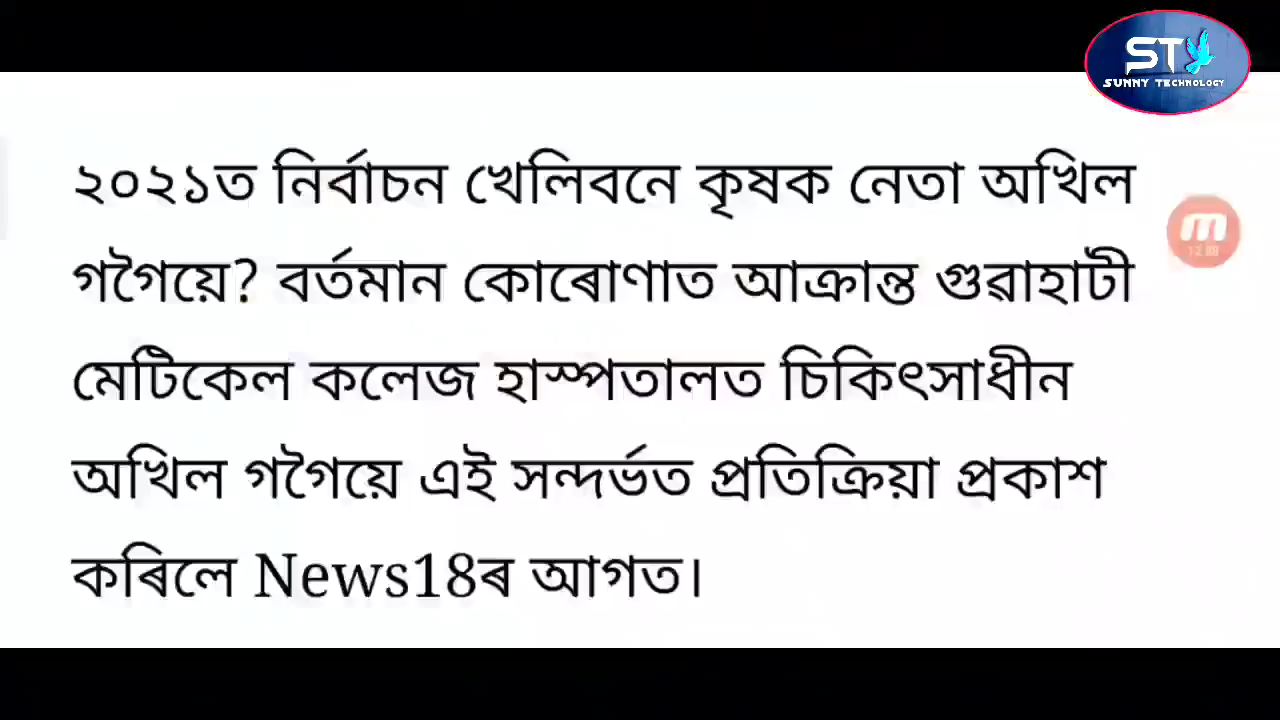 ST
SUNNY TECHNOLOGY
২০২১ত নিৰ্বাচন খেলিবনে কৃষক নেতা অখিল
গগৈয়ে? বৰ্তমান কোৰোণাত আক্ৰান্ত গুৱাহাটী
মেটিকেল কলেজ হাস্পতালত চিকিৎসাধীন
অখিল গগৈয়ে এই সন্দৰ্ভত প্ৰতিক্ৰিয়া প্ৰকাশ
কৰিলে News18ৰ আগত।